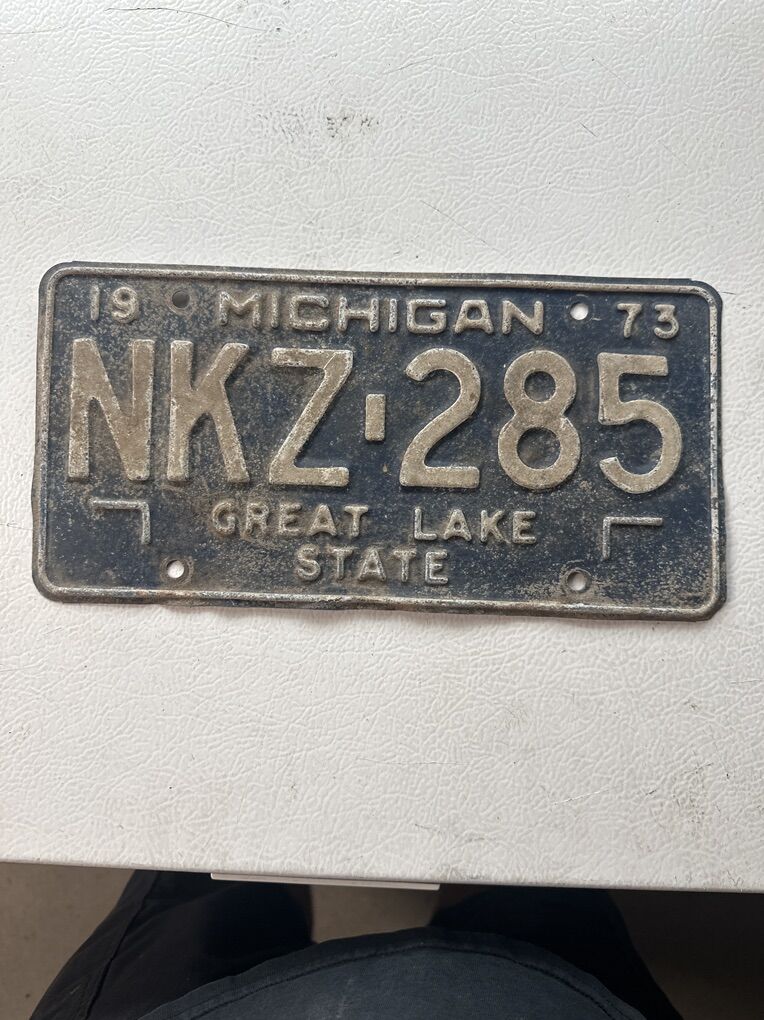 19 MICHIGAN 73
NKZ-285
GREAT LAKE
STATE